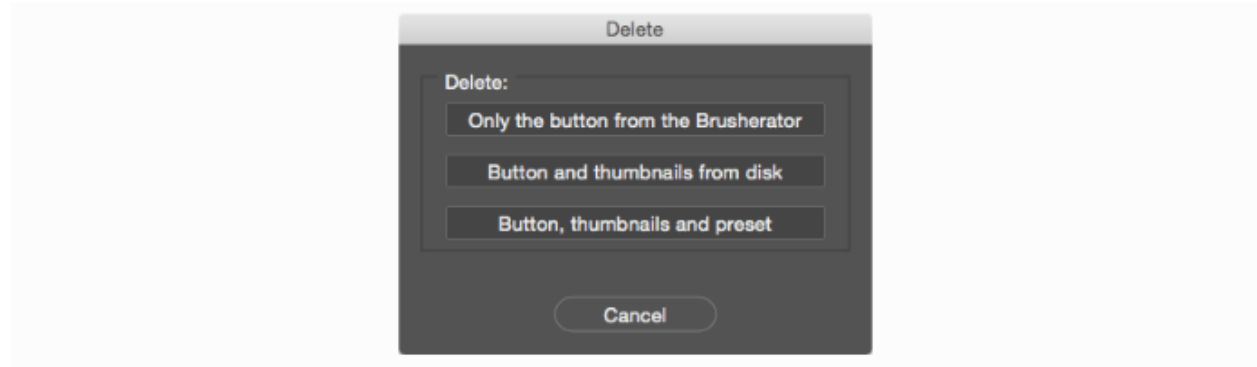 Delete
Delete:
Only the button from the Brusherator
Button and thumbnails from disk
Button, thumbnails and preset
Cancel